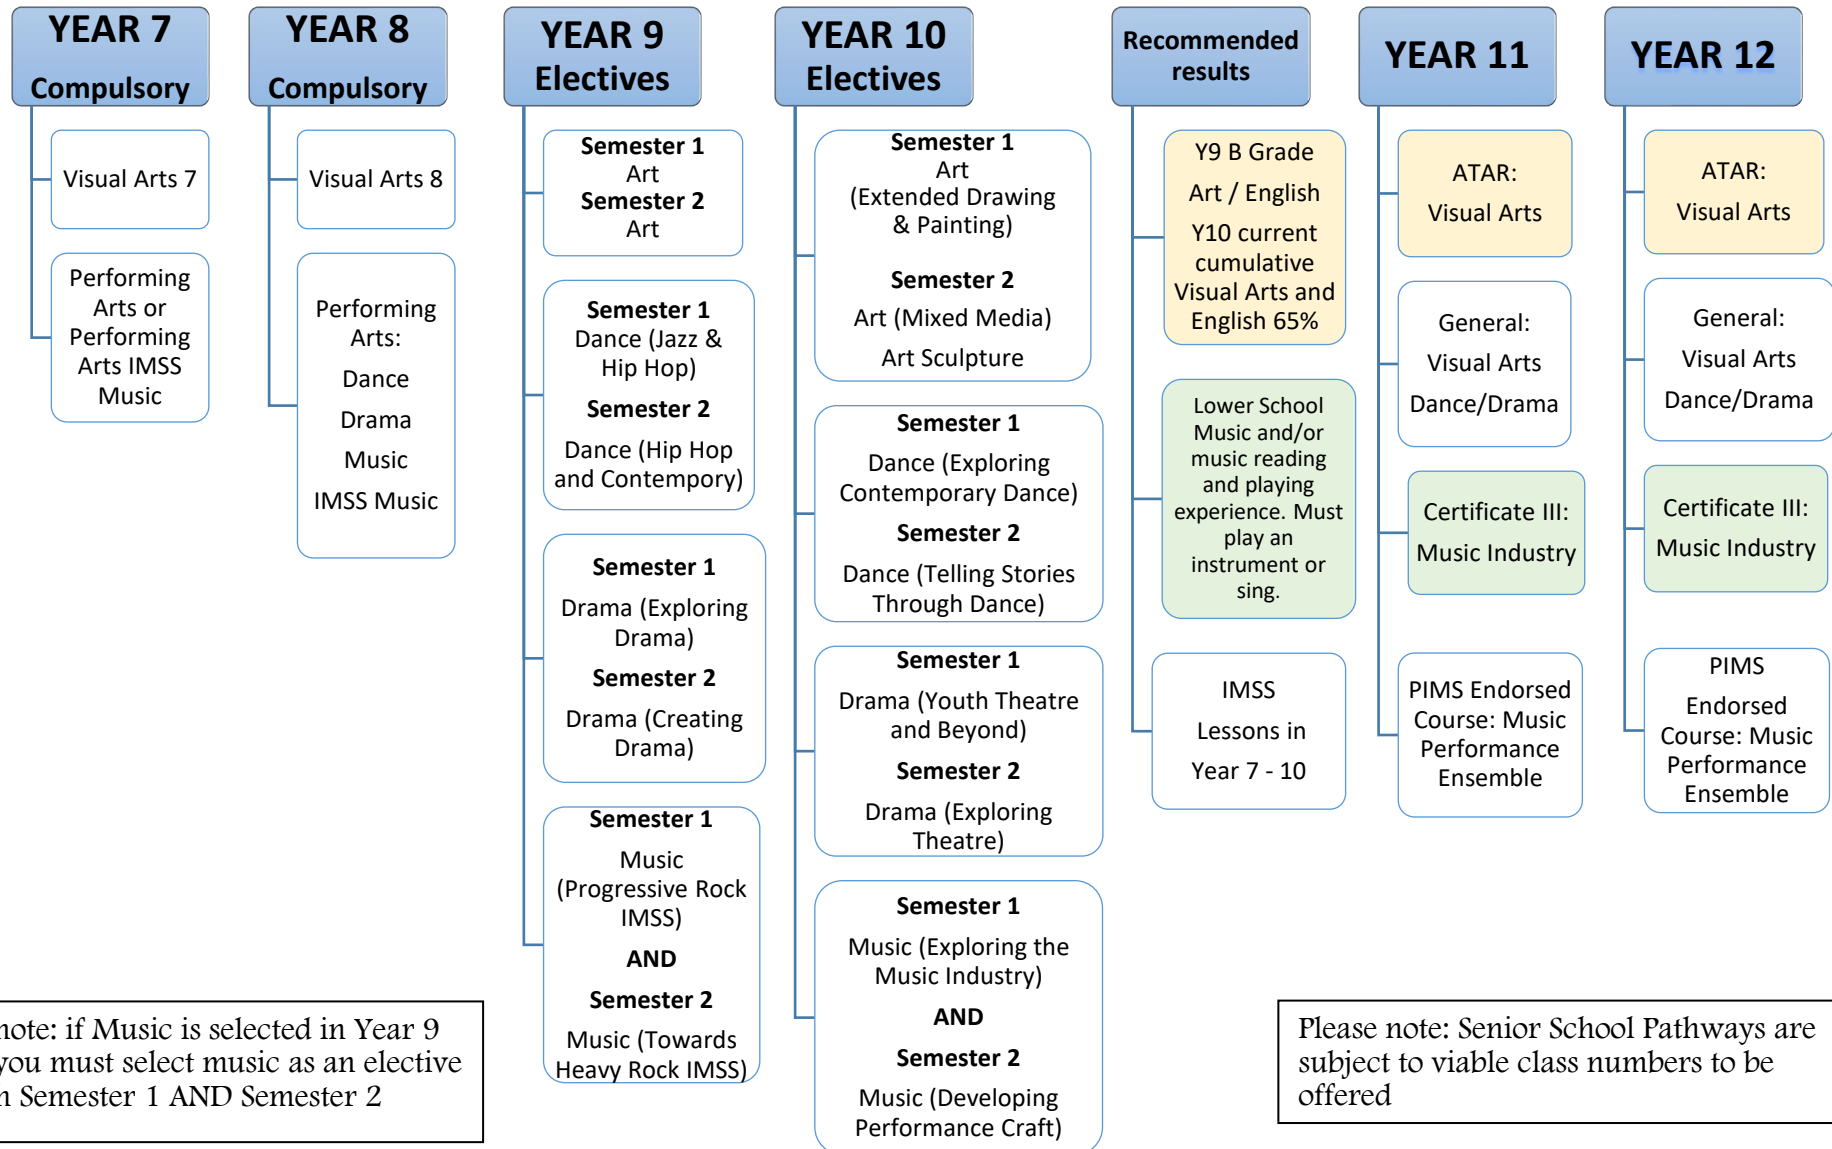 YEAR 7
Compulsory
Visual Arts 7
Performing
Arts or
Performing
Arts IMSS
Music
YEAR 8
Compulsory
Visual Arts 8
Performing
Arts:
Dance
Drama
Music
IMSS Music
YEAR 9
Electives
Semester 1
Art
Semester 2
Art
Semester 1
Dance (Jazz &
Hip Hop)
Semester 2
Dance (Hip Hop
and Contempory)
Semester 1
Drama (Exploring
Drama)
Semester 2
Drama (Creating
Drama)
Semester 1
Music
(Progressive Rock
IMSS)
AND
Semester 2
Music (Towards
Heavy Rock IMSS)
YEAR 10
Electives
Semester 1
Art
(Extended Drawing
& Painting)
Semester 2
Art (Mixed Media)
Art Sculpture
Semester 1
Dance (Exploring
Contemporary Dance)
Semester 2
Dance (Telling Stories
Through Dance)
Semester 1
Drama (Youth Theatre
and Beyond)
Semester 2
Drama (Exploring
Theatre)
Semester 1
Music (Exploring the
Music Industry)
AND
Semester 2
Music (Developing
Performance Craft)
Recommended
results
Y9 B Grade
Art / English
Y10 current
cumulative
Visual Arts and
English 65%
Lower School
Music and/or
music reading
and playing
experience. Must
play an
instrument or
sing.
IMSS
Lessons in
Year 7 - 10
YEAR 11
ATAR:
Visual Arts
General:
Visual Arts
Dance/Drama
Certificate III:
Music Industry
PIMS Endorsed
Course: Music
Performance
Ensemble
YEAR 12
ATAR:
Visual Arts
General:
Visual Arts
Dance/Drama
Certificate III:
Music Industry
PIMS
Endorsed
Course: Music
Performance
Ensemble
note: if Music is selected in Year 9
you must select music as an elective
Semester 1 AND Semester 2
Please note: Senior School Pathways are
subject to viable class numbers to be
offered